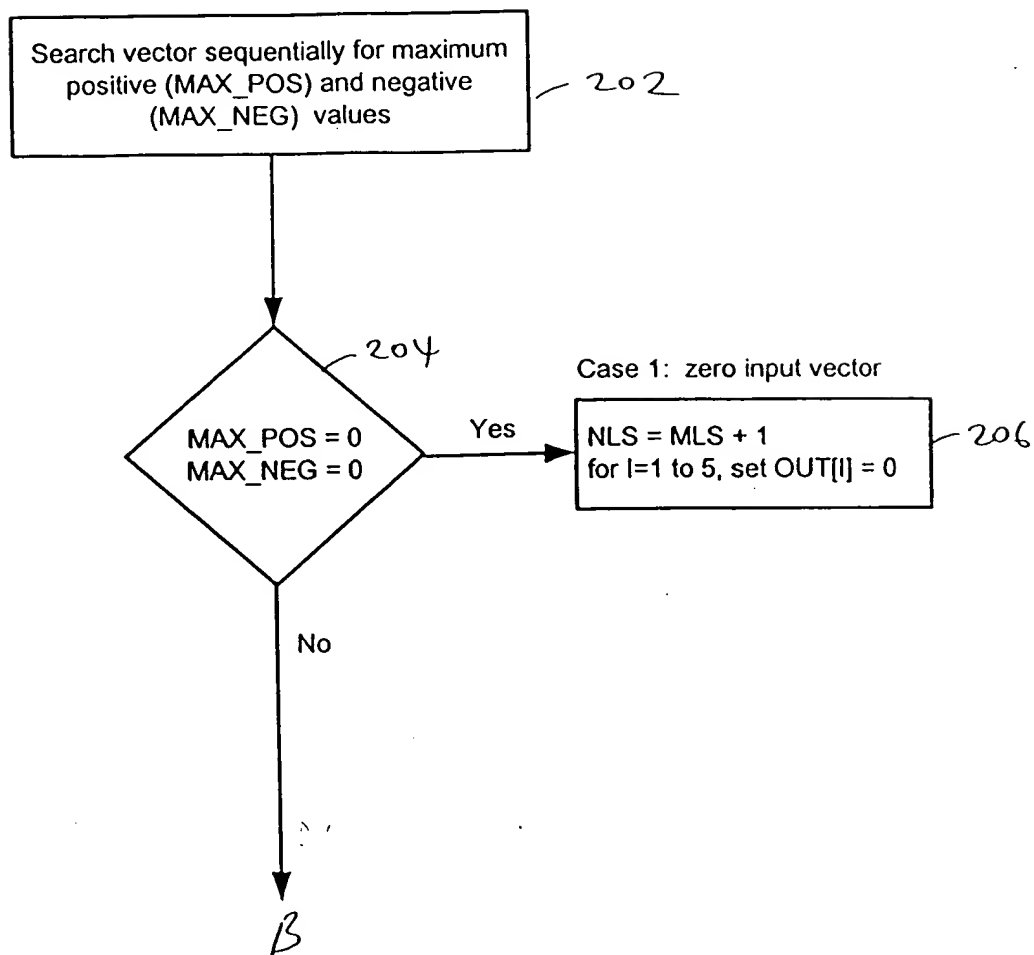 Search vector sequentially for maximum
positive (MAX_POS) and negative
(MAX_NEG) values
202
204
MAX_POS = 0
MAX_NEG = 0
Yes
Case 1: zero input vector
NLS = MLS + 1
for I=1 to 5, set OUT[I] = 0
206
No
B